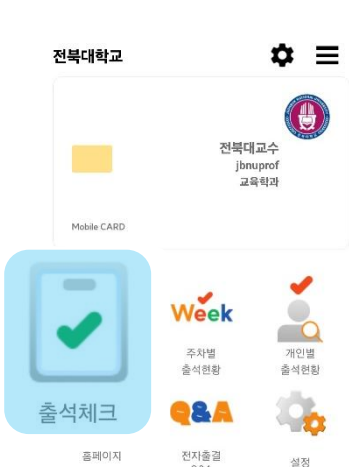 전북대학교
전북대교수
jbnuprof
교육학과
Mobile CARD
Week
출석체크
주차별
출석현황
개인별
출석현황
Q&A
홈페이지
전자출결
Q&A
설정